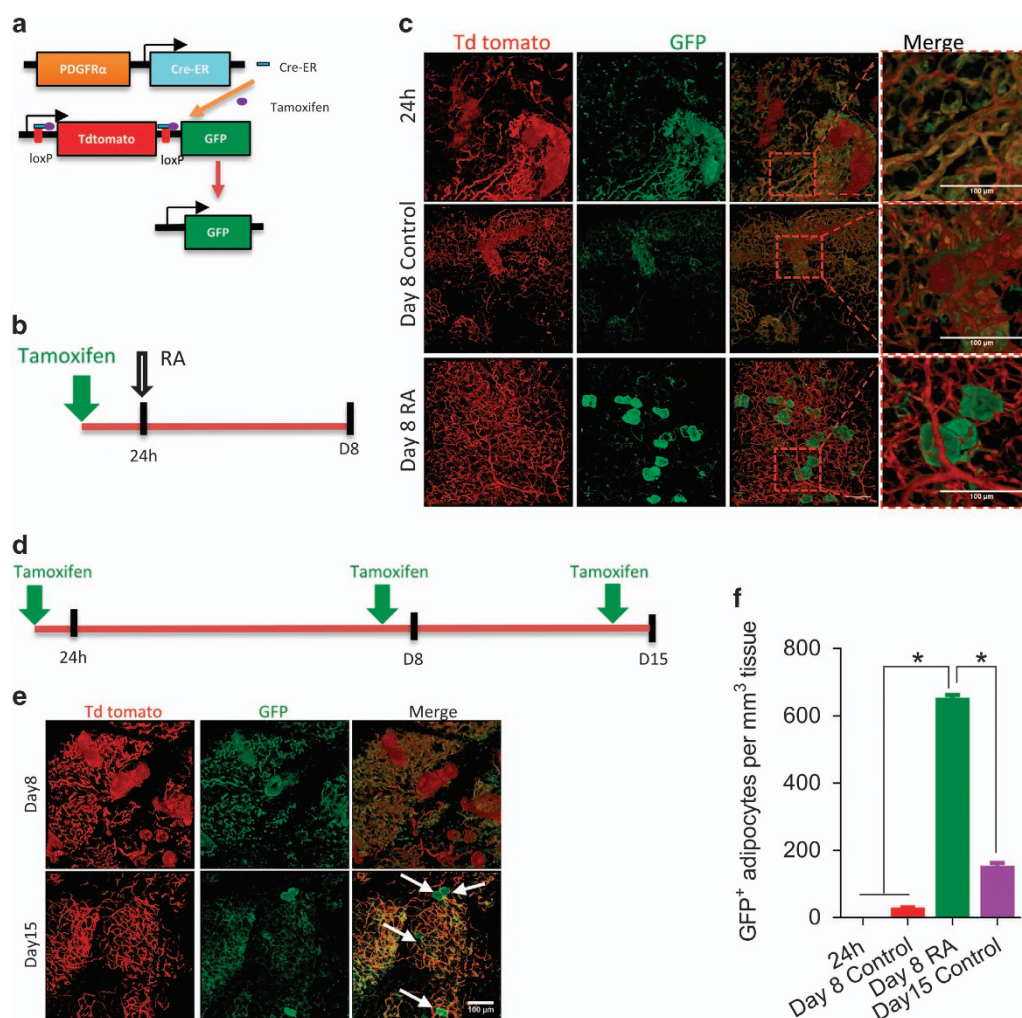 a
PDGFRα
Cre-ER
Cre-ER
Tamoxifen
Tdtomato
GFP
loxP
loxP
GFP
b
Tamoxifen
RA
24h
D8
c
Td tomato
GFP
Merge
24h
100 µm
Day 8 Control
100 µm
Day 8 RA
100 µm
d
Tamoxifen
Tamoxifen
Tamoxifen
24h
D8
D15
e
Td tomato
GFP
Merge
Day8
Day15
100 µm
f
GFP+ adipocytes per mm3 tissue
800
600
400
200
0
*
*
24h
Day 8 Control
Day 8 RA
Day15 Control